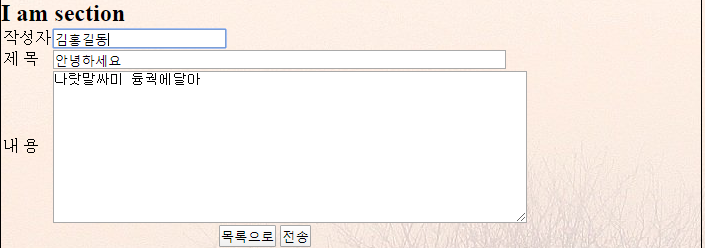 I am section
작성자 김홍길동
제 목 안녕하세요
나랏말싸미 듕귁에달아
내 용
목록으로 전송